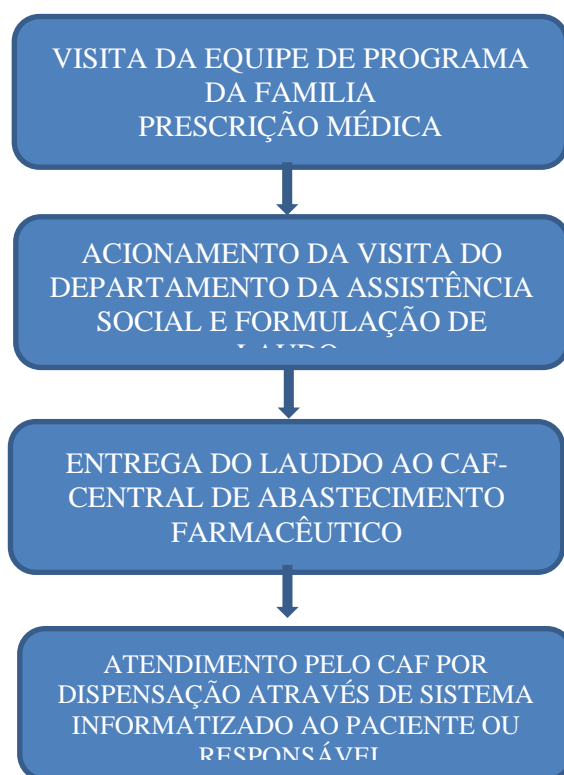 VISITA DA EQUIPE DE PROGRAMA
DA FAMILIA
PRESCRIÇÃO MÉDICA
ACIONAMENTO DA VISITA DO
DEPARTAMENTO DA ASSISTÊNCIA
SOCIAL E FORMULAÇÃO DE
LAUDO
ENTREGA DO LAUDDO AO CAF-
CENTRAL DE ABASTECIMENTO
FARMACÊUTICO
ATENDIMENTO PELO CAF POR
DISPENSAÇÃO ATRAVÉS DE SISTEMA
INFORMATIZADO AO PACIENTE OU
RESPONSÁVEL